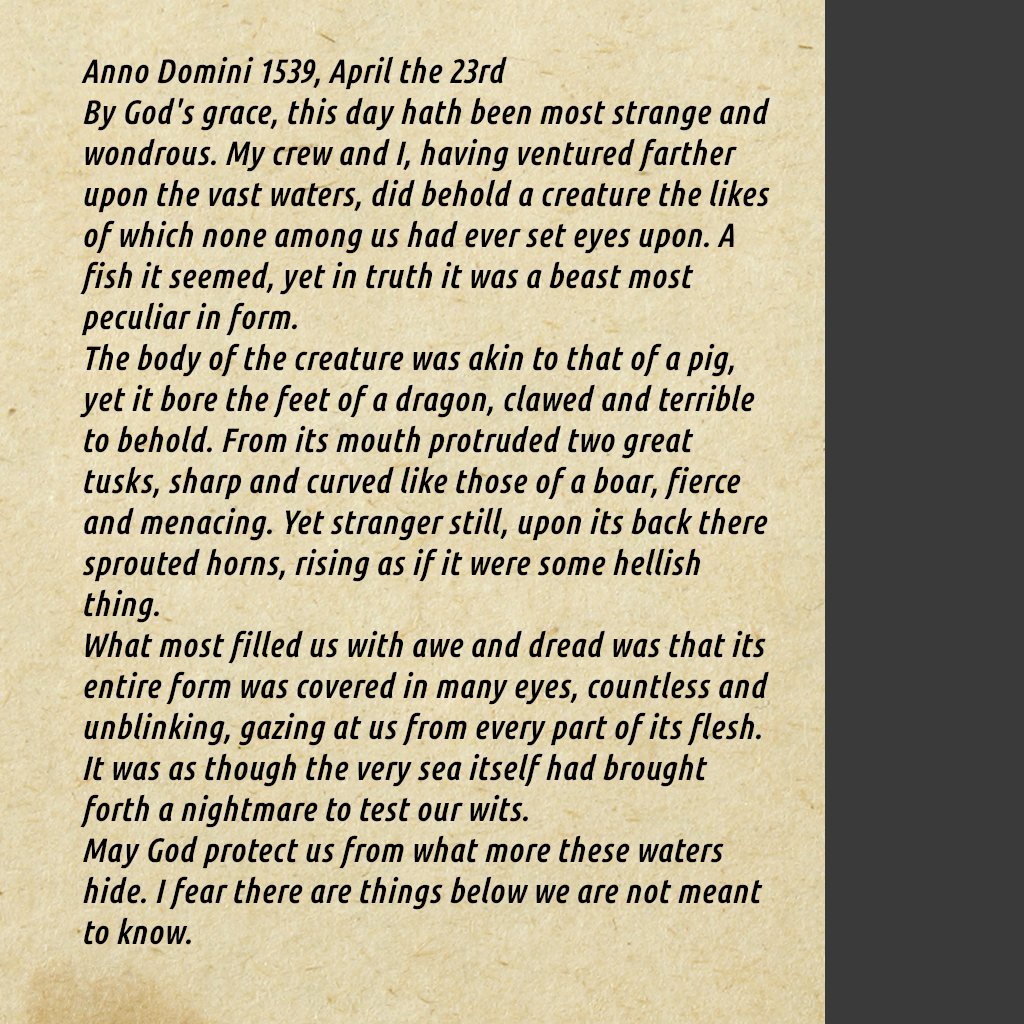 Anno Domini 1539, April the 23rd
By God's grace, this day hath been most strange and
wondrous. My crew and I, having ventured farther
upon the vast waters, did behold a creature the likes
of which none among us had ever set eyes upon. A
fish it seemed, yet in truth it was a beast most
peculiar in form.
The body of the creature was akin to that of a pig,
yet it bore the feet of a dragon, clawed and terrible
to behold. From its mouth protruded two great
tusks, sharp and curved like those of a boar, fierce
and menacing. Yet stranger still, upon its back there
sprouted horns, rising as if it were some hellish
thing.
What most filled us with awe and dread was that its
entire form was covered in many eyes, countless and
unblinking, gazing at us from every part of its flesh.
It was as though the very sea itself had brought
forth a nightmare to test our wits.
May God protect us from what more these waters
hide. I fear there are things below we are not meant
to know.